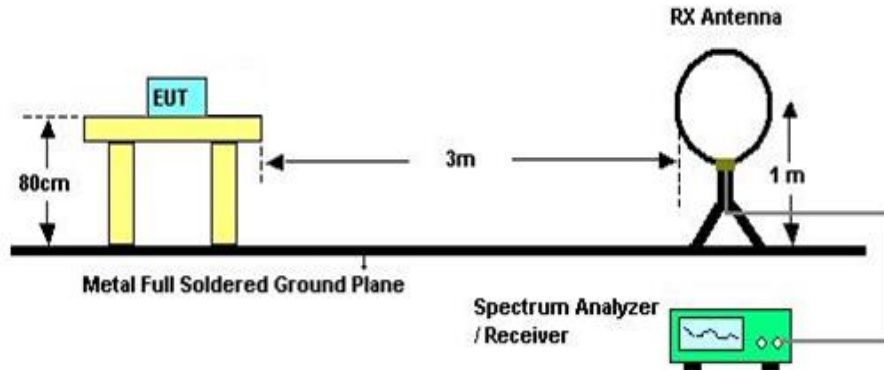 RX Antenna
EUT
3m
80cm
1 m
Metal Full Soldered Ground Plane
Spectrum Analyzer
/ Receiver